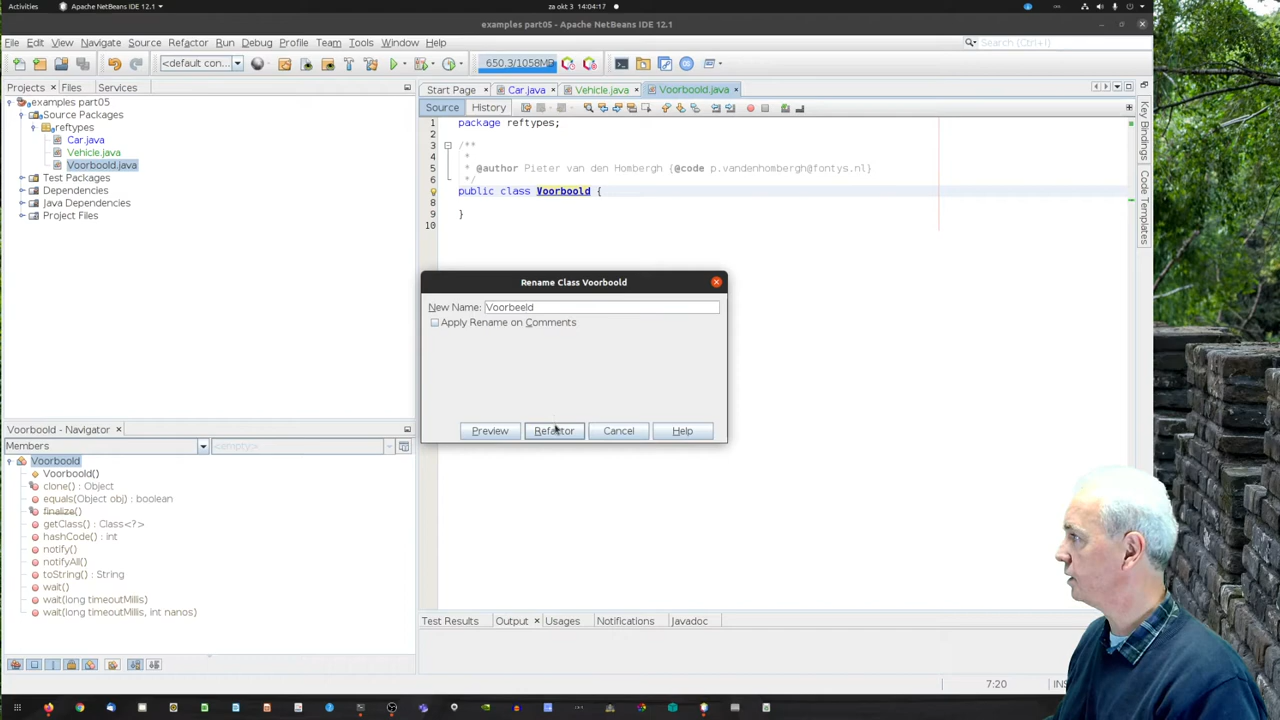 Activities
Apache NetBeans IDE 12.1
za okt 3 14:04:17
examples part05 - Apache NetBeans IDE 12.1
File Edit View Navigate Source Refactor Run Debug Profile Team Tools Window Help
Search (Ctrl+I)
<default con...
650.3/1058MB
Projects × Files Services
Start Page × Car.java × Vehicle.java × Voorboold.java ×
Source History
examples part05
Source Packages
reftypes
Car.java
Vehicle.java
Voorboold.java
Test Packages
Dependencies
Java Dependencies
Project Files
1 package reftypes;
2
3 /**
4 *
5 * @author Pieter van den Hombergh {@code p.vandenhombergh@fontys.nl}
6 */
public class Voorboold {
8
9 }
10
Key Bindings
Code Templates
Rename Class Voorboold
New Name: Voorbeeld
Apply Rename on Comments
Preview Refactor Cancel Help
Voorboold - Navigator ×
Members <empty>
Voorboold
Voorboold()
clone() : Object
equals(Object obj) : boolean
finalize()
getClass() : Class<?>
hashCode() : int
notify()
notifyAll()
toString() : String
wait()
wait(long timeoutMillis)
wait(long timeoutMillis, int nanos)
Test Results Output × Usages Notifications Javadoc
7:20